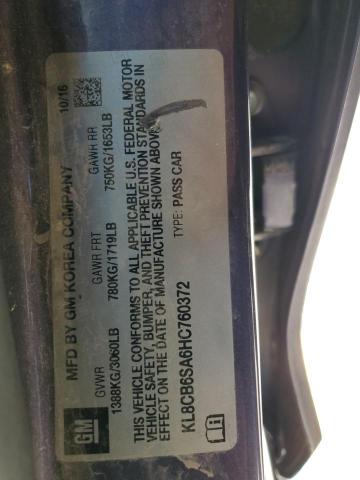 GM
MFD BY GM KOREA COMPANY 10/16
GVWR GAWR FRT GAWR RR
1388KG/3060LB 780KG/1719LB 750KG/1653LB
THIS VEHICLE CONFORMS TO ALL APPLICABLE U.S. FEDERAL MOTOR
VEHICLE SAFETY, BUMPER, AND THEFT PREVENTION STANDARDS IN
EFFECT ON THE DATE OF MANUFACTURE SHOWN ABOVE.
TYPE: PASS CAR
KL8CB6SA6HC760372